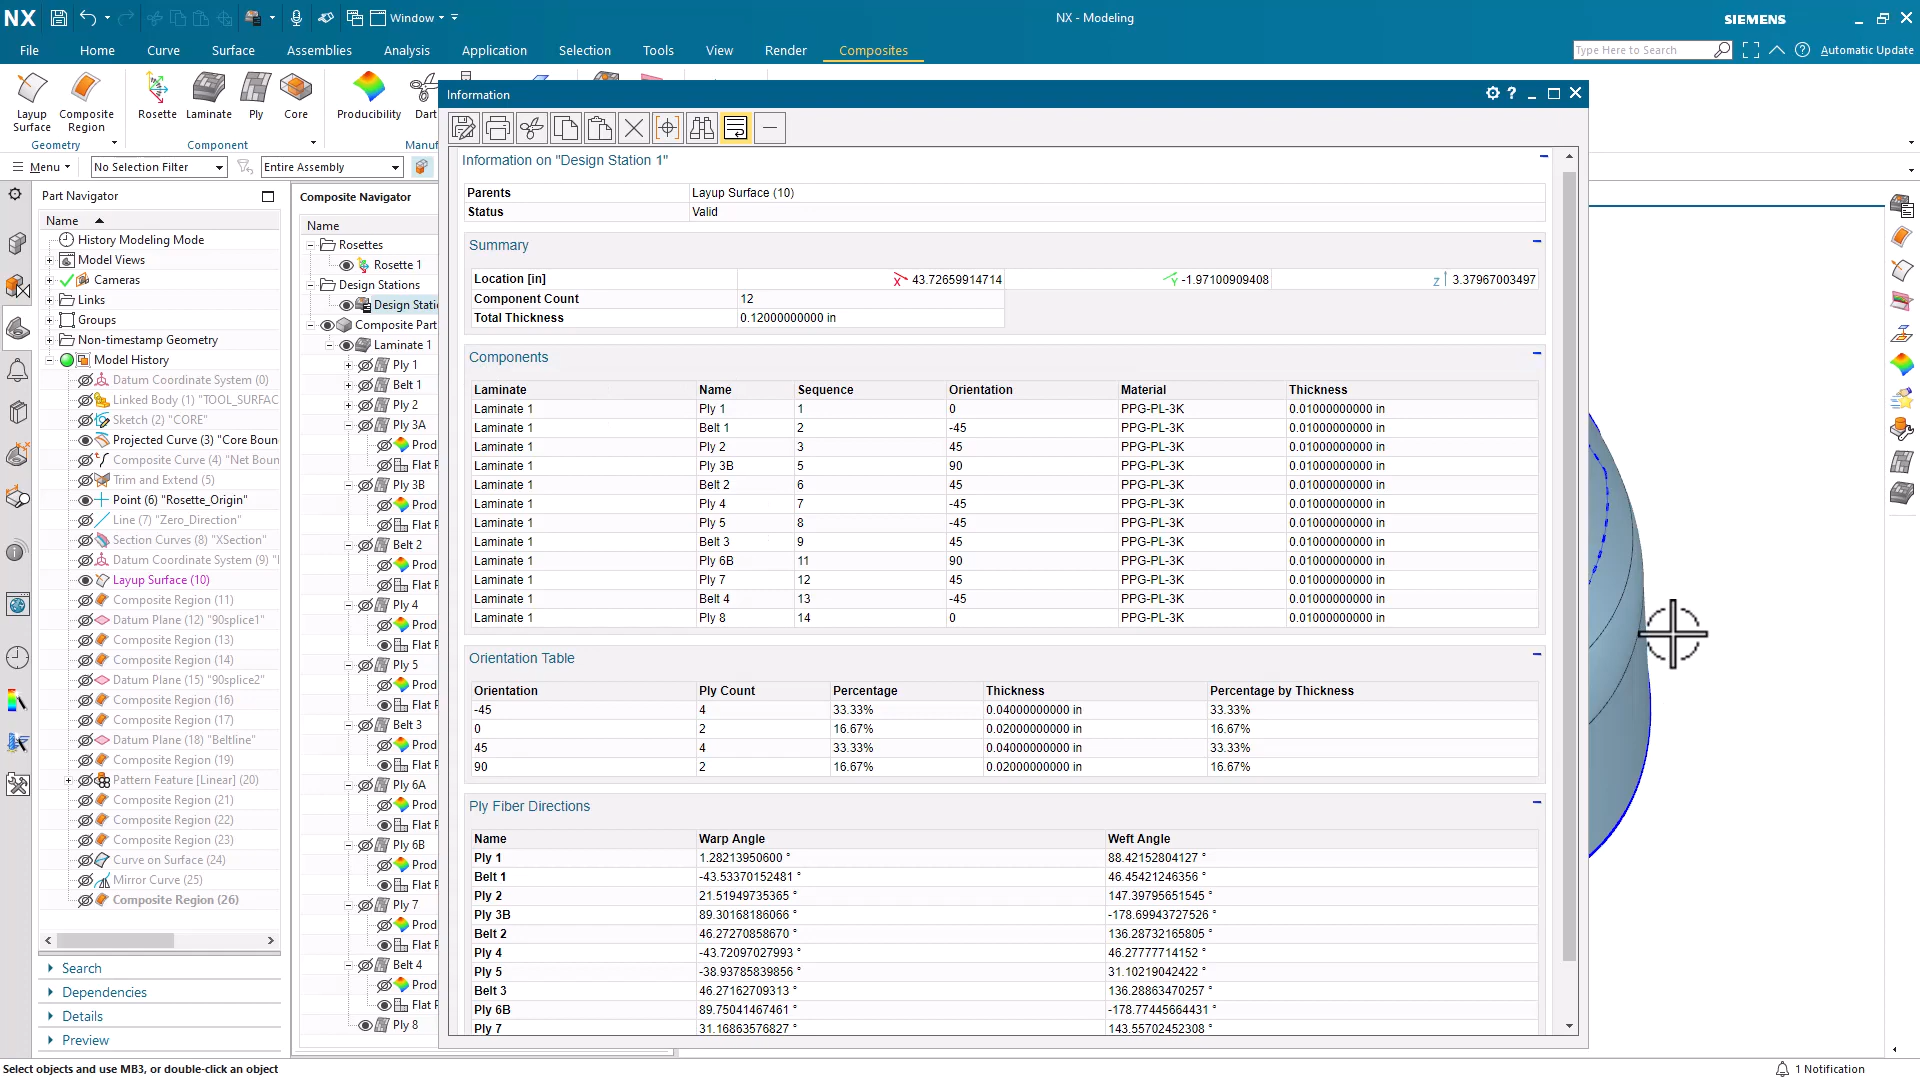 NX
Window
NX - Modeling
SIEMENS
File
Home
Curve
Surface
Assemblies
Analysis
Application
Selection
Tools
View
Render
Composites
Type Here to Search
Automatic Update
Layup Surface
Composite Region
Rosette
Laminate
Ply
Core
Producibility
Dart
Geometry
Component
Manuf
Menu
No Selection Filter
Entire Assembly
Part Navigator
Name
History Modeling Mode
Model Views
Cameras
Links
Groups
Non-timestamp Geometry
Model History
Datum Coordinate System (0)
Linked Body (1) "TOOL_SURFAC
Sketch (2) "CORE"
Projected Curve (3) "Core Boun
Composite Curve (4) "Net Boun
Trim and Extend (5)
Point (6) "Rosette_Origin"
Line (7) "Zero_Direction"
Section Curves (8) "XSection"
Datum Coordinate System (9) "I
Layup Surface (10)
Composite Region (11)
Datum Plane (12) "90splice1"
Composite Region (13)
Composite Region (14)
Datum Plane (15) "90splice2"
Composite Region (16)
Composite Region (17)
Datum Plane (18) "Beltline"
Composite Region (19)
Pattern Feature [Linear] (20)
Composite Region (21)
Composite Region (22)
Composite Region (23)
Curve on Surface (24)
Mirror Curve (25)
Composite Region (26)
Search
Dependencies
Details
Preview
Composite Navigator
Name
Rosettes
Rosette 1
Design Stations
Design Static
Composite Part
Laminate 1
Ply 1
Belt 1
Ply 2
Ply 3A
Prod
Flat P
Ply 3B
Prod
Flat P
Belt 2
Prod
Flat P
Ply 4
Prod
Flat P
Ply 5
Prod
Flat P
Belt 3
Prod
Flat P
Ply 6A
Prod
Flat P
Ply 6B
Prod
Flat P
Ply 7
Prod
Flat P
Belt 4
Prod
Flat P
Ply 8
Information
Information on "Design Station 1"
Parents Layup Surface (10)
Status Valid
Summary
Location [in] X 43.72659914714 Y -1.97100909408 Z 3.37967003497
Component Count 12
Total Thickness 0.12000000000 in
Components
Laminate Name Sequence Orientation Material Thickness
Laminate 1 Ply 1 1 0 PPG-PL-3K 0.01000000000 in
Laminate 1 Belt 1 2 -45 PPG-PL-3K 0.01000000000 in
Laminate 1 Ply 2 3 45 PPG-PL-3K 0.01000000000 in
Laminate 1 Ply 3B 5 90 PPG-PL-3K 0.01000000000 in
Laminate 1 Belt 2 6 45 PPG-PL-3K 0.01000000000 in
Laminate 1 Ply 4 7 -45 PPG-PL-3K 0.01000000000 in
Laminate 1 Ply 5 8 -45 PPG-PL-3K 0.01000000000 in
Laminate 1 Belt 3 9 45 PPG-PL-3K 0.01000000000 in
Laminate 1 Ply 6B 11 90 PPG-PL-3K 0.01000000000 in
Laminate 1 Ply 7 12 45 PPG-PL-3K 0.01000000000 in
Laminate 1 Belt 4 13 -45 PPG-PL-3K 0.01000000000 in
Laminate 1 Ply 8 14 0 PPG-PL-3K 0.01000000000 in
Orientation Table
Orientation Ply Count Percentage Thickness Percentage by Thickness
-45 4 33.33% 0.04000000000 in 33.33%
0 2 16.67% 0.02000000000 in 16.67%
45 4 33.33% 0.04000000000 in 33.33%
90 2 16.67% 0.02000000000 in 16.67%
Ply Fiber Directions
Name Warp Angle Weft Angle
Ply 1 1.28213950600 ° 88.42152804127 °
Belt 1 -43.53370152481 ° 46.45421246356 °
Ply 2 21.51949735365 ° 147.39795651545 °
Ply 3B 89.30168186066 ° -178.69943727526 °
Belt 2 46.27270858670 ° 136.28732165805 °
Ply 4 -43.72097027993 ° 46.27777714152 °
Ply 5 -38.93785839856 ° 31.10219042422 °
Belt 3 46.27162709313 ° 136.28863470257 °
Ply 6B 89.75041467461 ° -178.77445664431 °
Ply 7 31.16863576827 ° 143.55702452308 °
Select objects and use MB3, or double-click an object
1 Notification